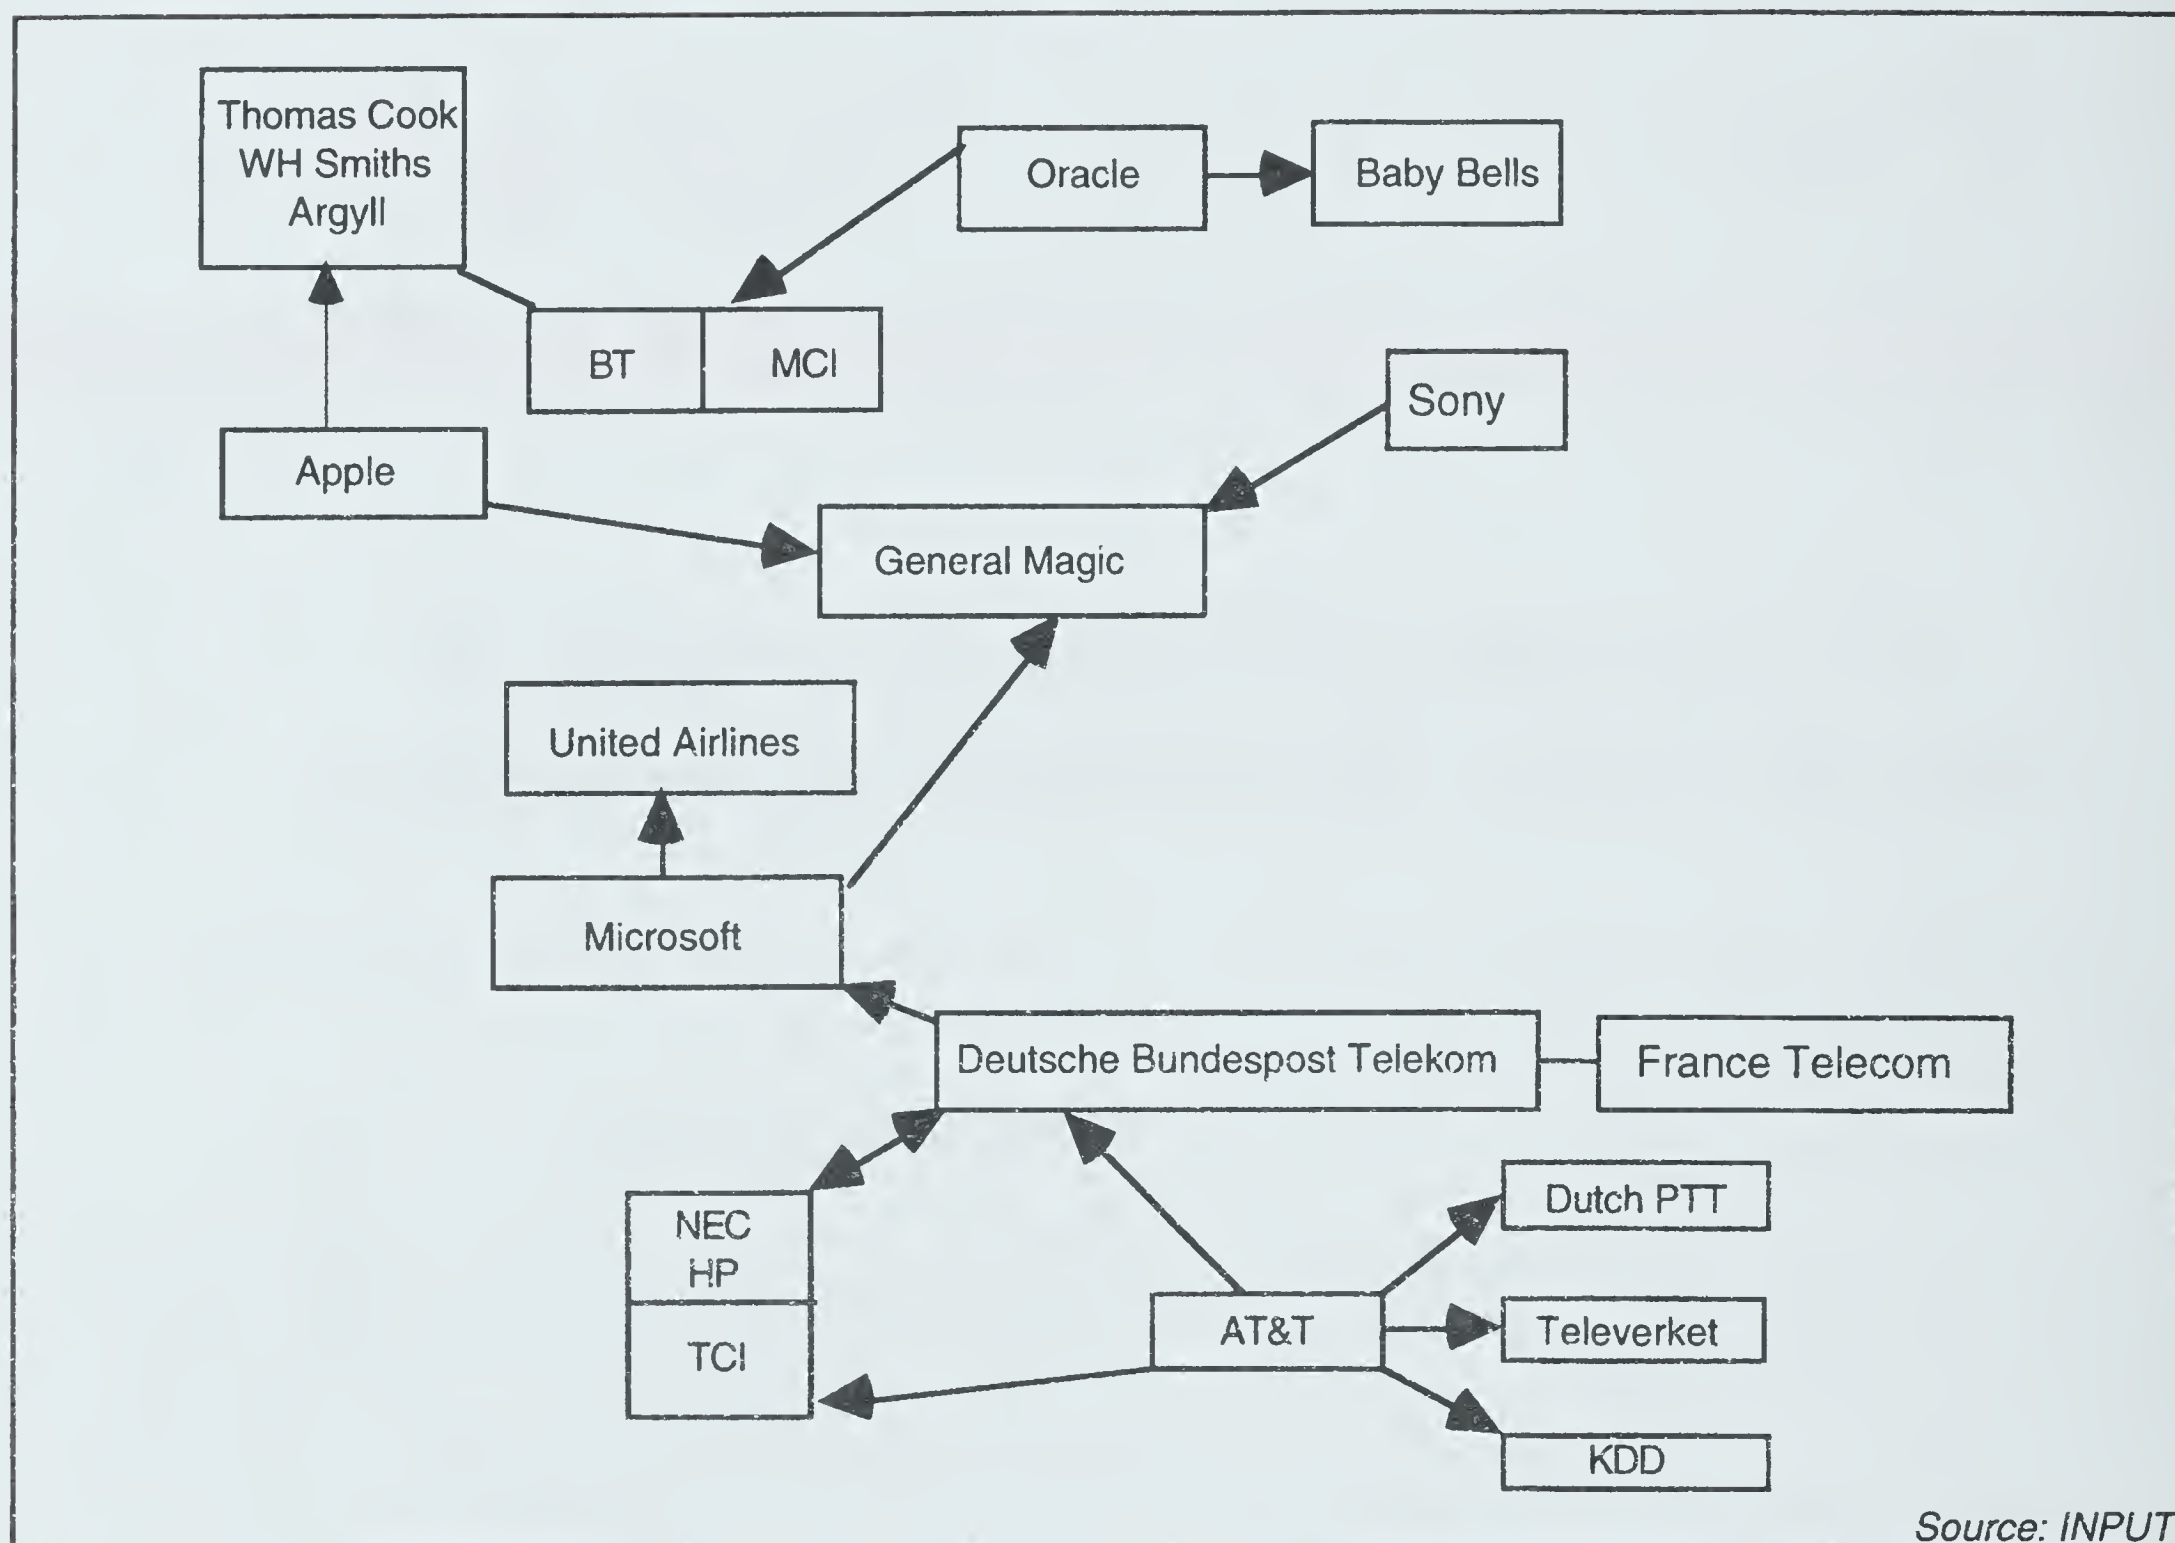 Thomas Cook
WH Smiths
Argyll
Oracle
Baby Bells
BT
MCI
Sony
Apple
General Magic
United Airlines
Microsoft
Deutsche Bundespost Telekom
France Telecom
NEC
HP
TCI
AT&T
Dutch PTT
Televerket
KDD
Source: INPUT